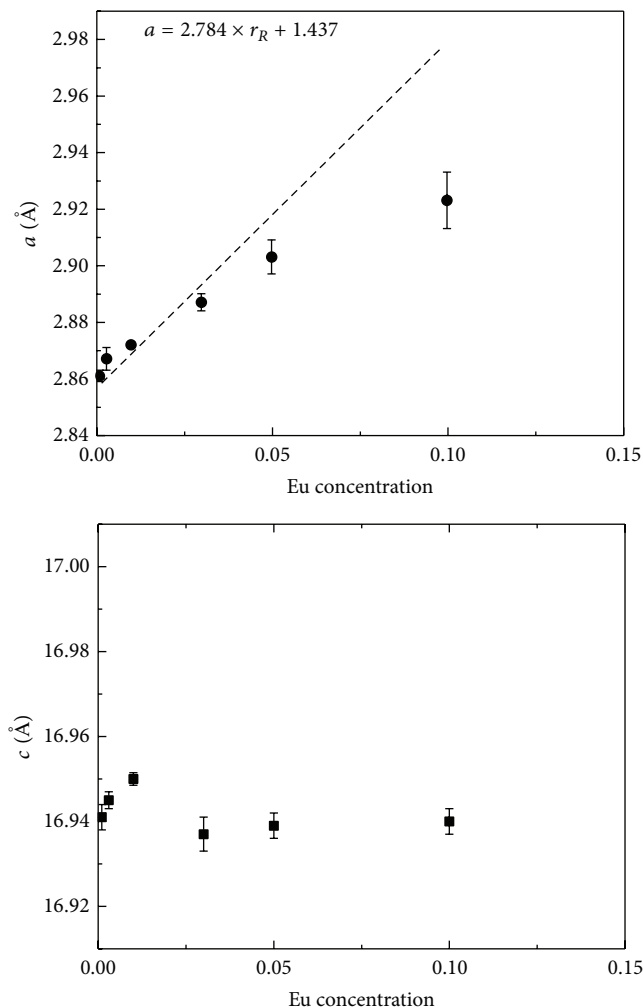 a = 2.784 × r_R + 1.437
2.98
2.96
2.94
2.92
2.90
2.88
2.86
2.84
a (Å)
0.00 0.05 0.10 0.15
Eu concentration
17.00
16.98
16.96
16.94
16.92
c (Å)
0.00 0.05 0.10 0.15
Eu concentration